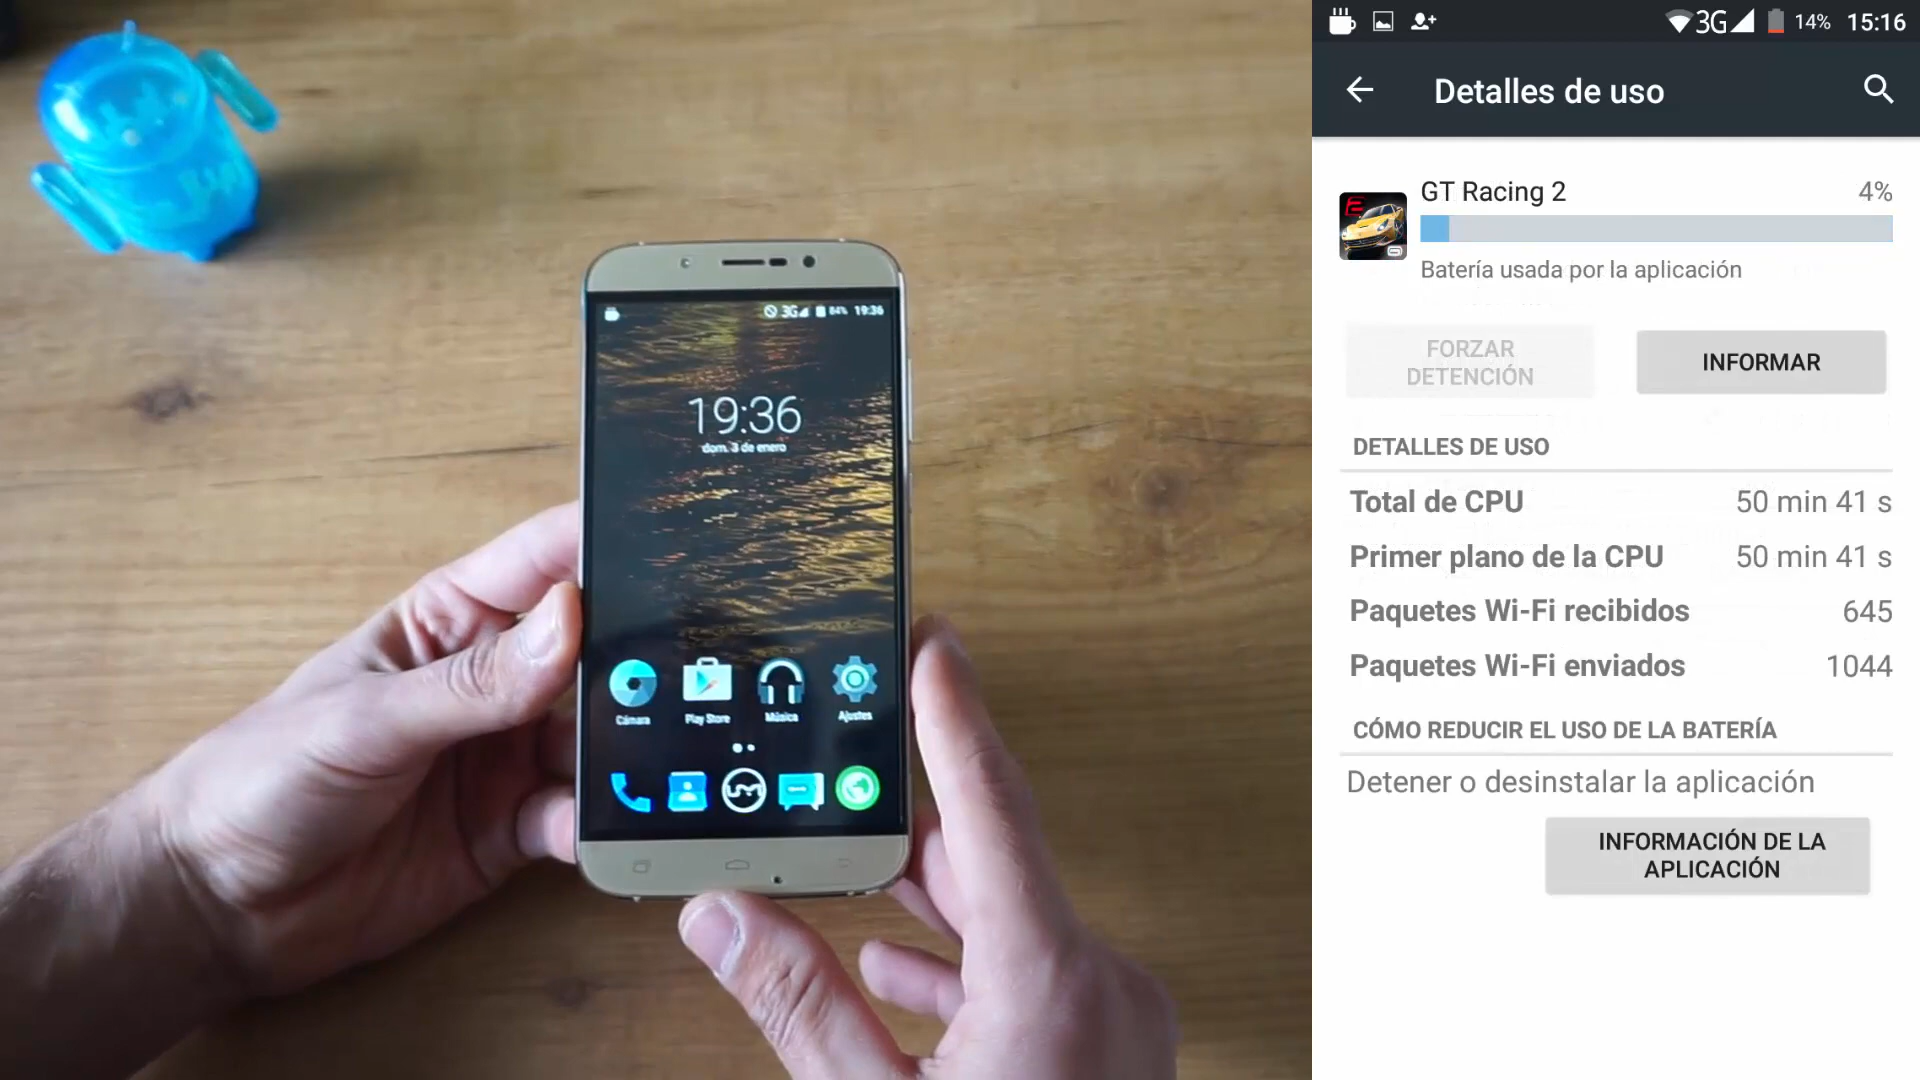 3G 84% 19:36
19:36
dom. 3 de enero
Cámara Play Store Música Ajustes
3G 14% 15:16
Detalles de uso
GT Racing 2 4%
Batería usada por la aplicación
FORZAR
DETENCIÓN
INFORMAR
DETALLES DE USO
Total de CPU 50 min 41 s
Primer plano de la CPU 50 min 41 s
Paquetes Wi-Fi recibidos 645
Paquetes Wi-Fi enviados 1044
CÓMO REDUCIR EL USO DE LA BATERÍA
Detener o desinstalar la aplicación
INFORMACIÓN DE LA
APLICACIÓN